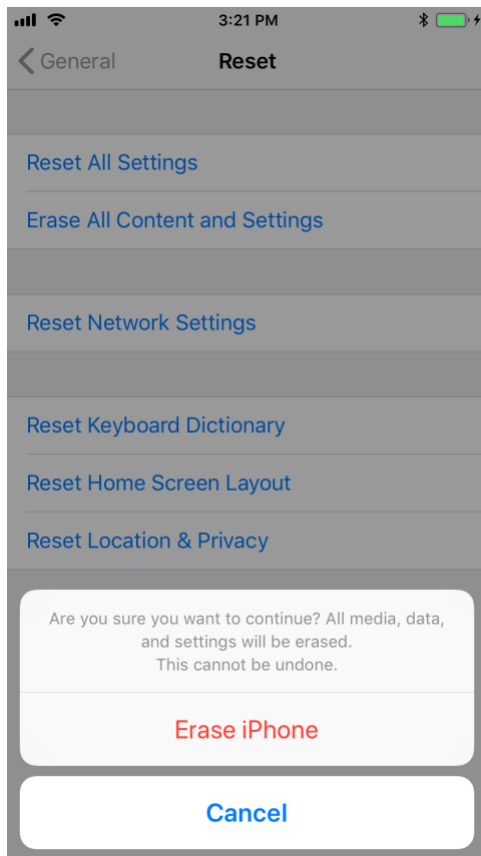 3:21 PM
General
Reset
Reset All Settings
Erase All Content and Settings
Reset Network Settings
Reset Keyboard Dictionary
Reset Home Screen Layout
Reset Location & Privacy
Are you sure you want to continue? All media, data,
and settings will be erased.
This cannot be undone.
Erase iPhone
Cancel